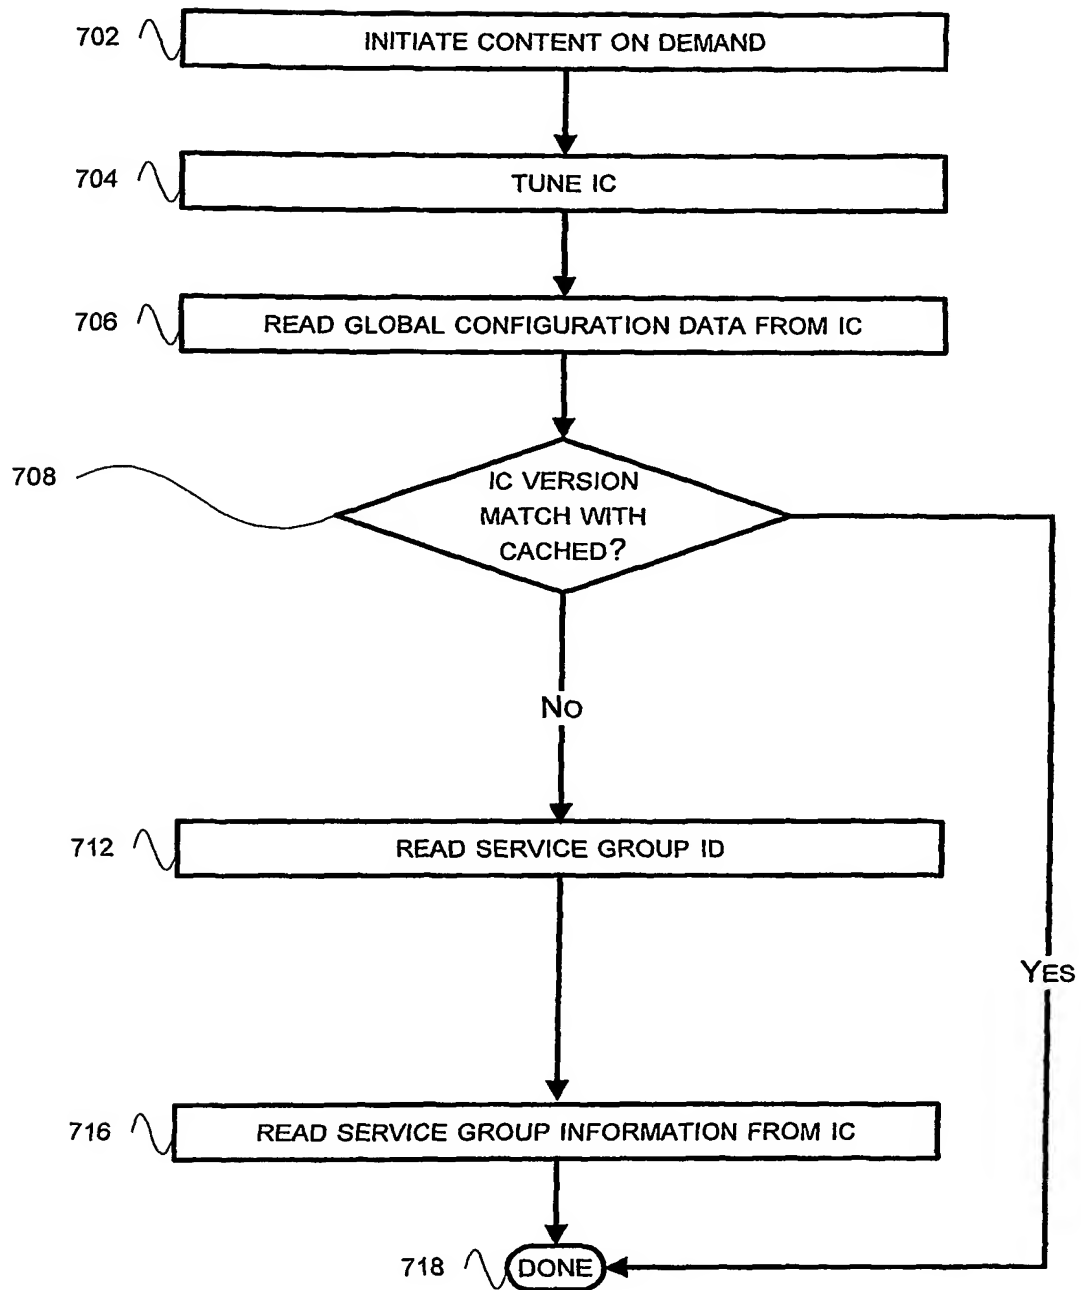 702 INITIATE CONTENT ON DEMAND
704 TUNE IC
706 READ GLOBAL CONFIGURATION DATA FROM IC
708
IC VERSION
MATCH WITH
CACHED?
NO
712 READ SERVICE GROUP ID
YES
716 READ SERVICE GROUP INFORMATION FROM IC
718 DONE